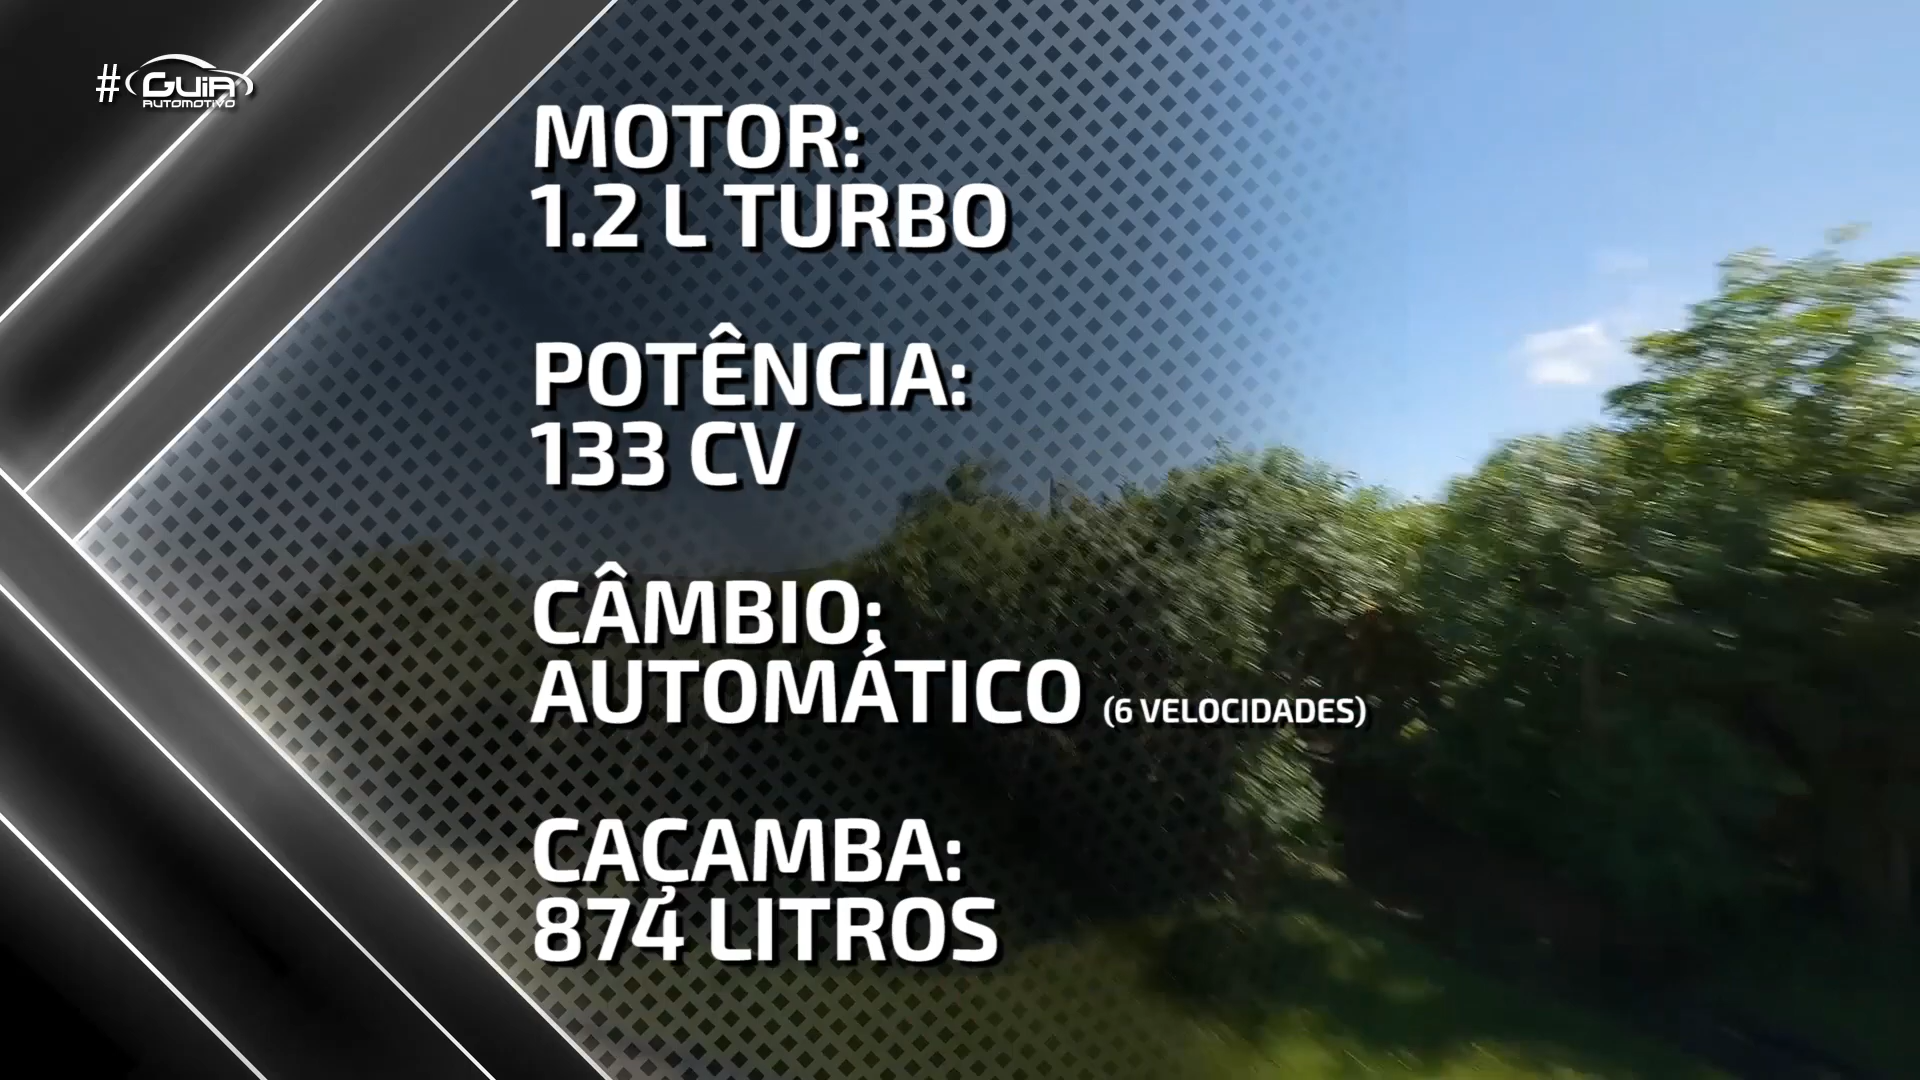 #GUIA
AUTOMOTIVO
MOTOR:
1.2 L TURBO
POTÊNCIA:
133 CV
CÂMBIO:
AUTOMÁTICO (6 VELOCIDADES)
CAÇAMBA:
874 LITROS